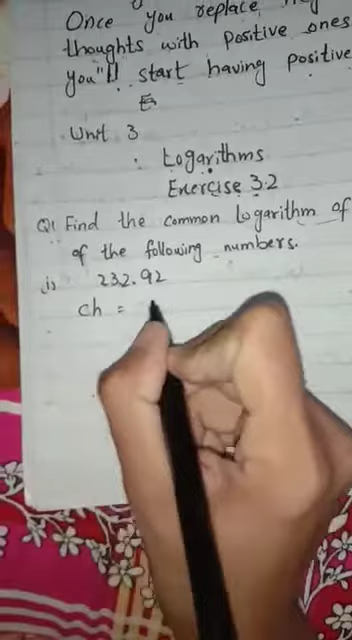 Once you replace
thoughts with positive ones
you"ll start having positive
E
Unit 3
: Logarithms
Exercise 3.2
Q1 Find the common logarithm of
of the following numbers.
(i) 232.92
Ch =